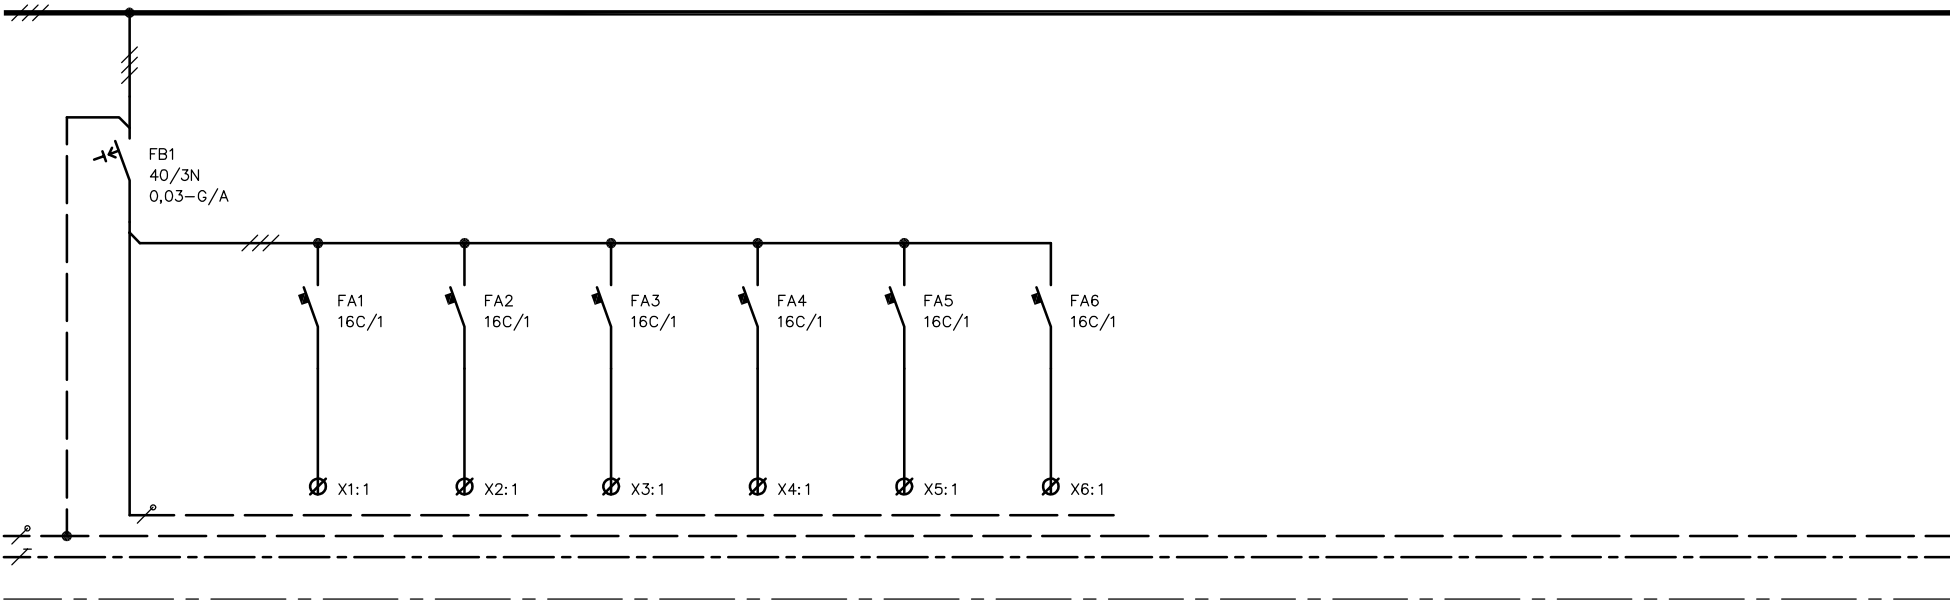 FB1
40/3N
0,03-G/A
FA1
16C/1
FA2
16C/1
FA3
16C/1
FA4
16C/1
FA5
16C/1
FA6
16C/1
X1:1
X2:1
X3:1
X4:1
X5:1
X6:1